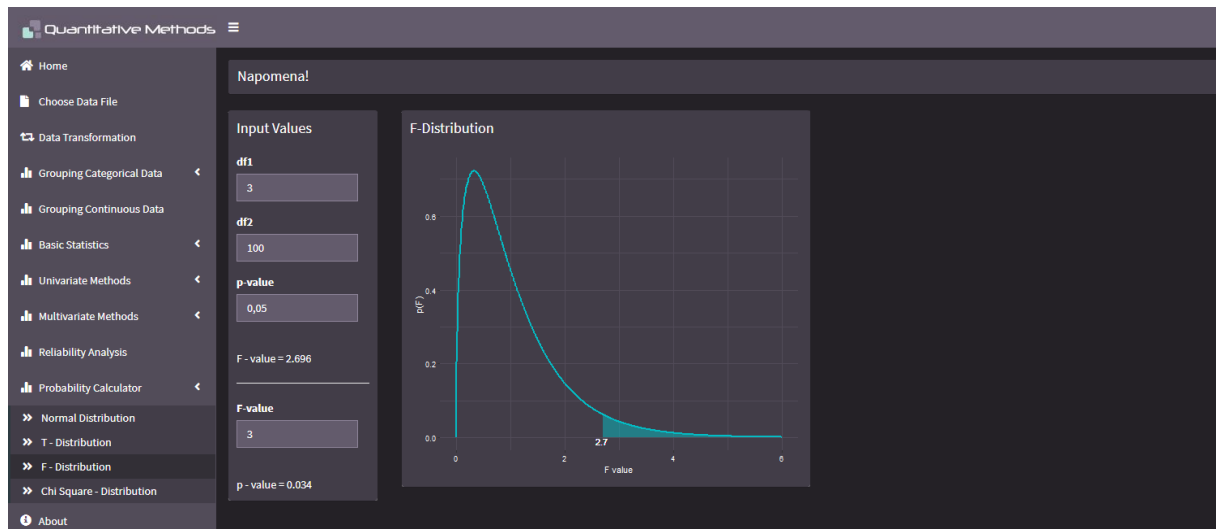 Quantitative Methods
Home
Choose Data File
Data Transformation
Grouping Categorical Data
Grouping Continuous Data
Basic Statistics
Univariate Methods
Multivariate Methods
Reliability Analysis
Probability Calculator
Normal Distribution
T - Distribution
F - Distribution
Chi Square - Distribution
About
Napomena!
Input Values
df1
3
df2
100
p-value
0,05
F - value = 2.696
F-value
3
p - value = 0.034
F-Distribution
p(F)
0.6
0.4
0.2
0.0
2.7
0 2 4 6
F value